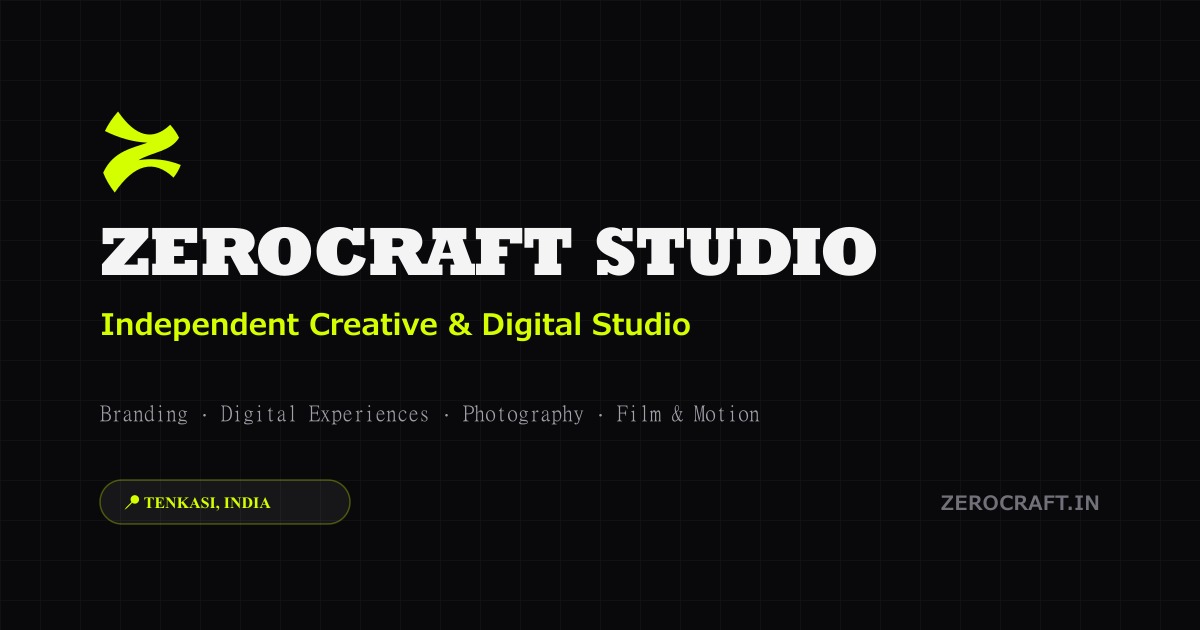 ZEROCRAFT STUDIO
Independent Creative & Digital Studio
Branding · Digital Experiences · Photography · Film & Motion
📍 TENKASI, INDIA
ZEROCRAFT.IN